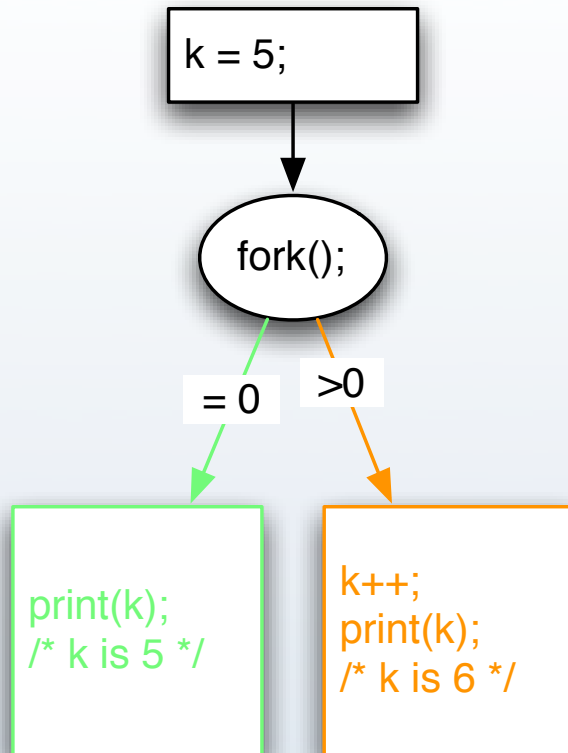 k = 5;
fork();
= 0
>0
print(k);
/* k is 5 */
k++;
print(k);
/* k is 6 */